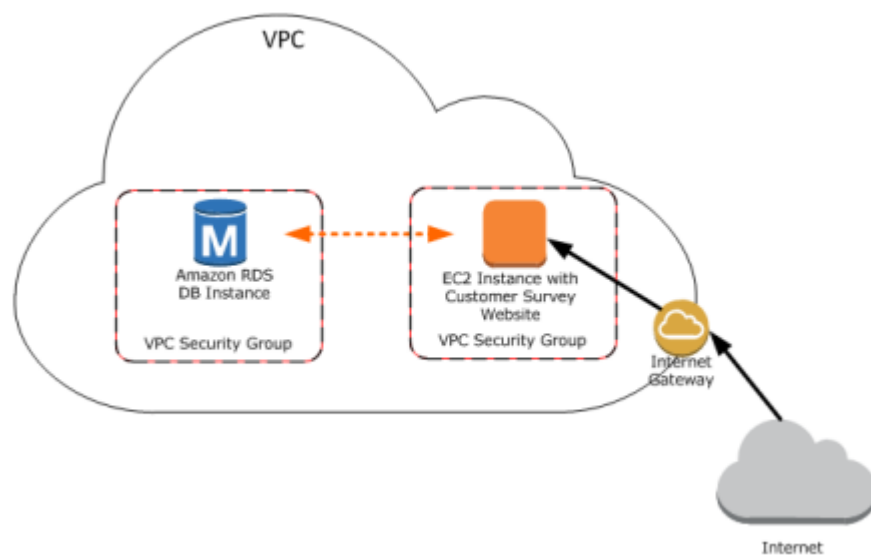 VPC
M
Amazon RDS
DB Instance
VPC Security Group
EC2 Instance with
Customer Survey
Website
VPC Security Group
Internet
Gateway
Internet